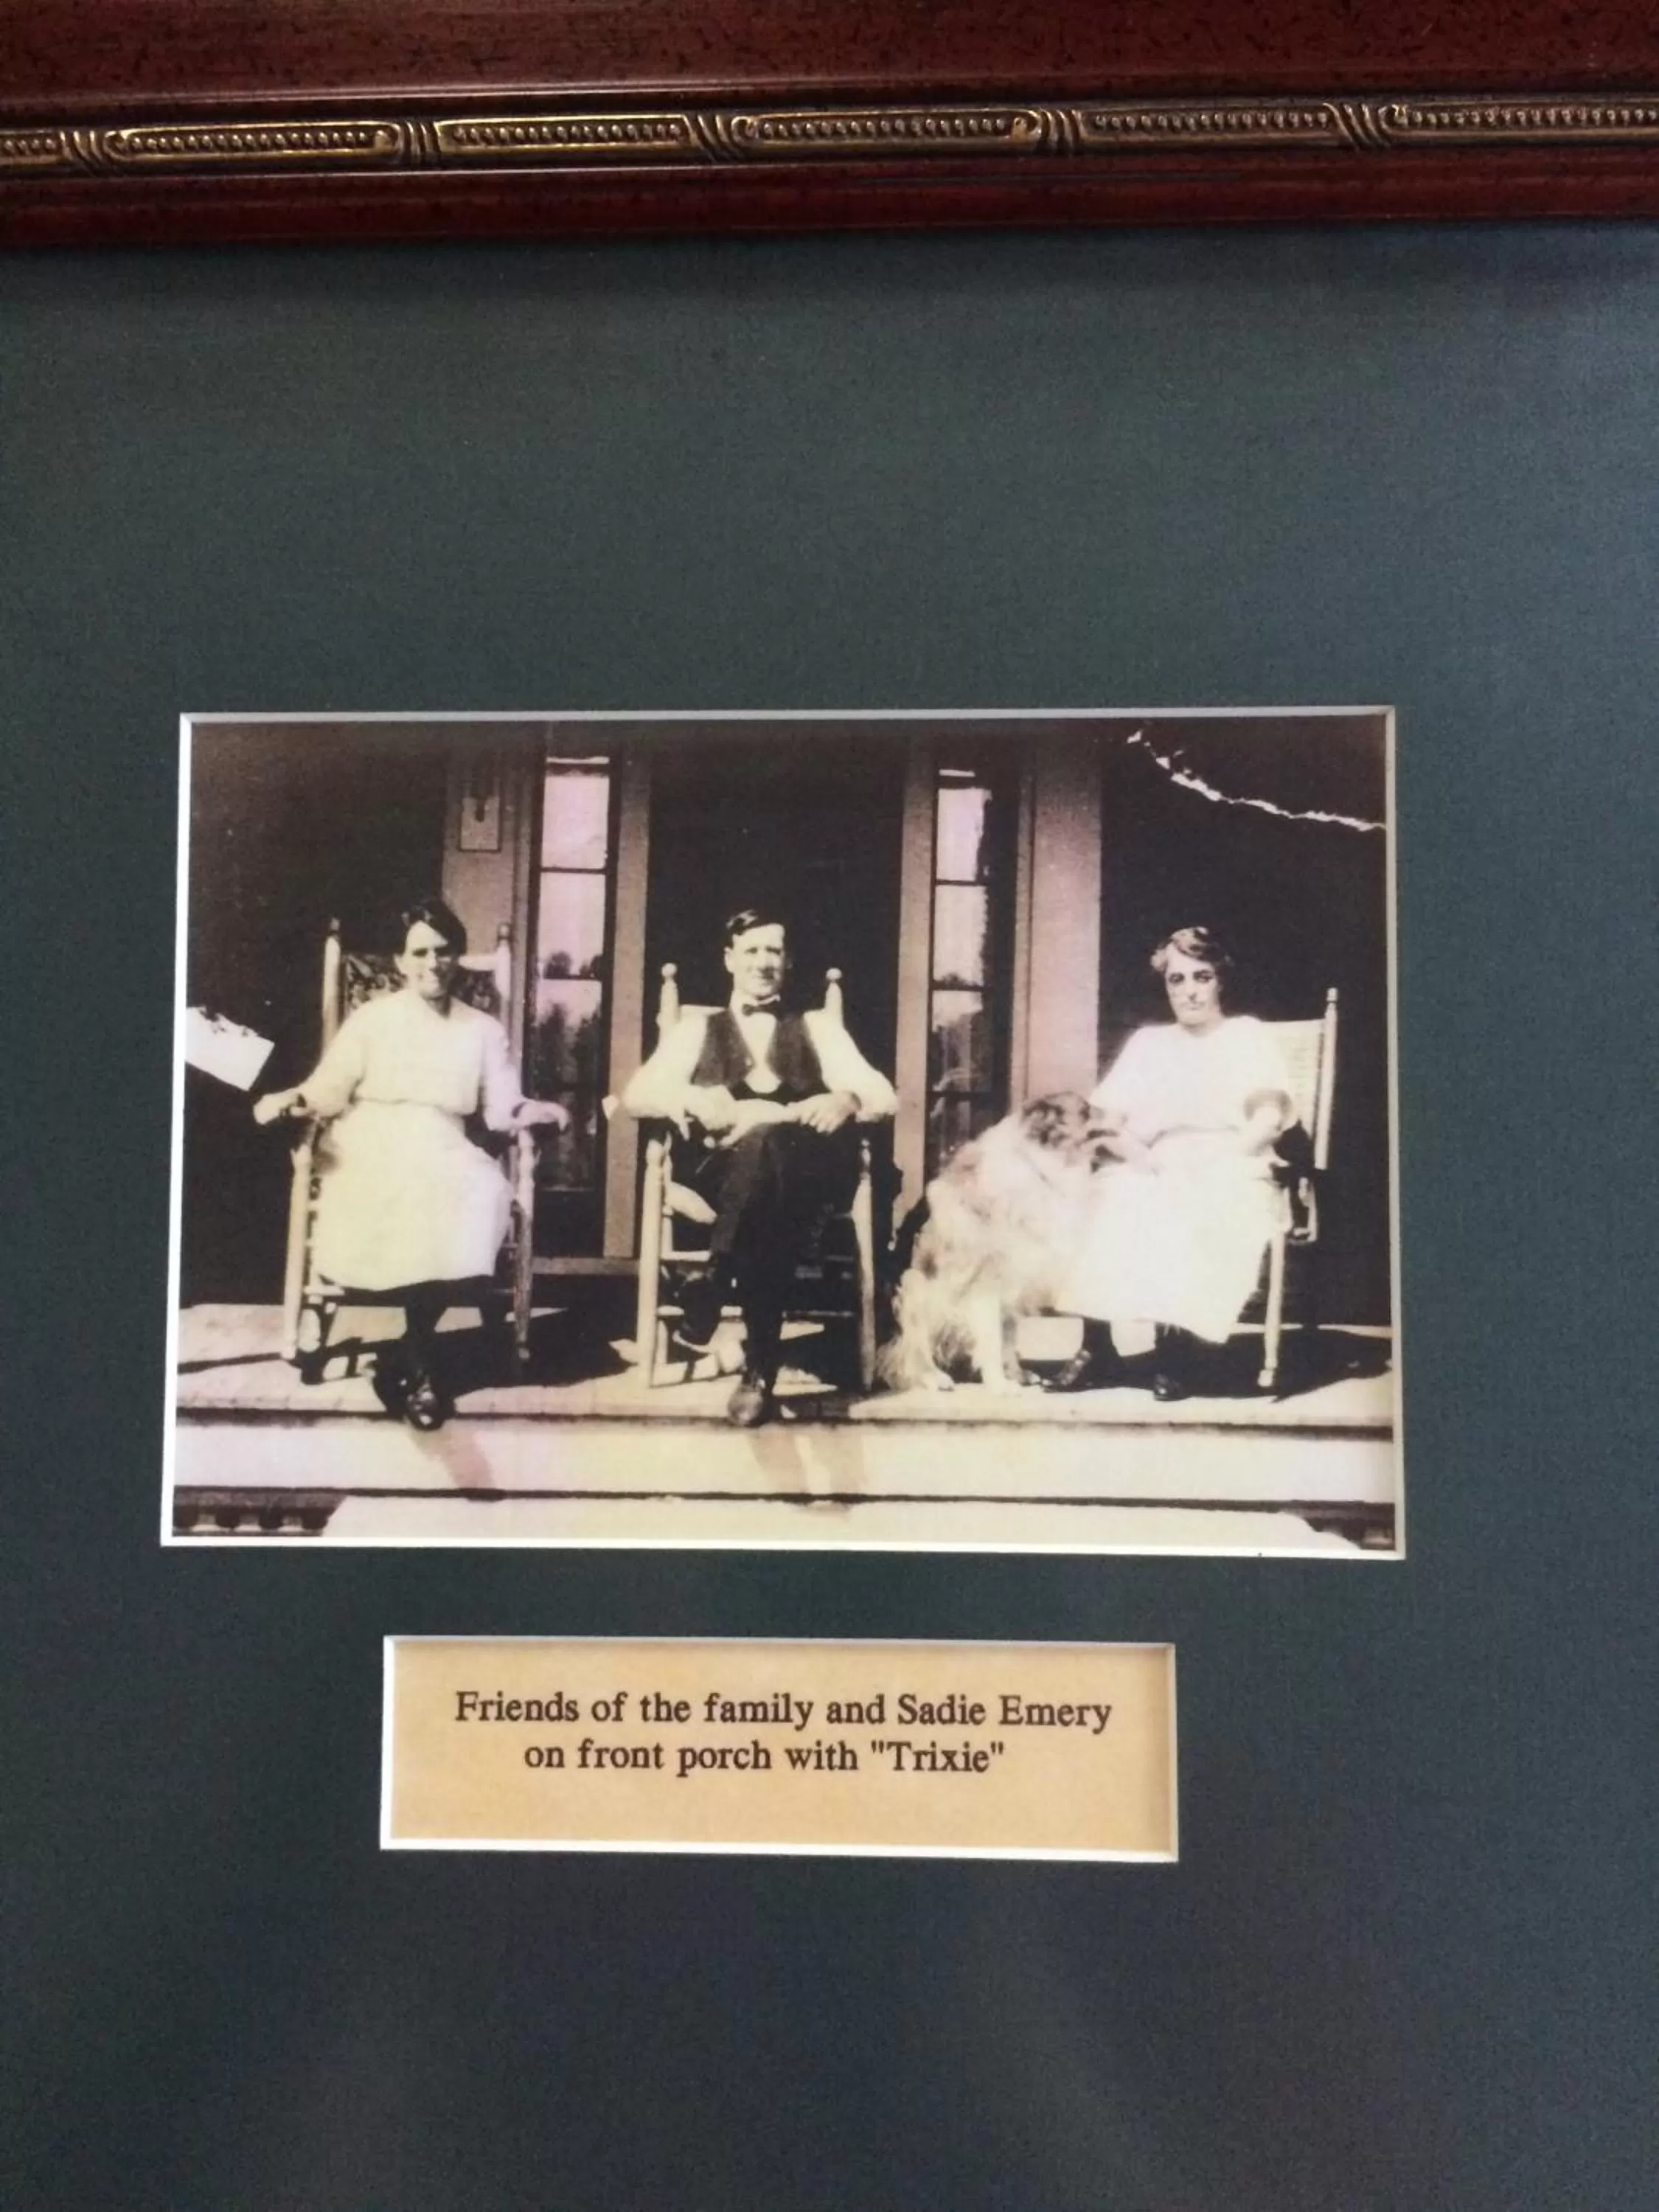 Friends of the family and Sadie Emery
on front porch with "Trixie"